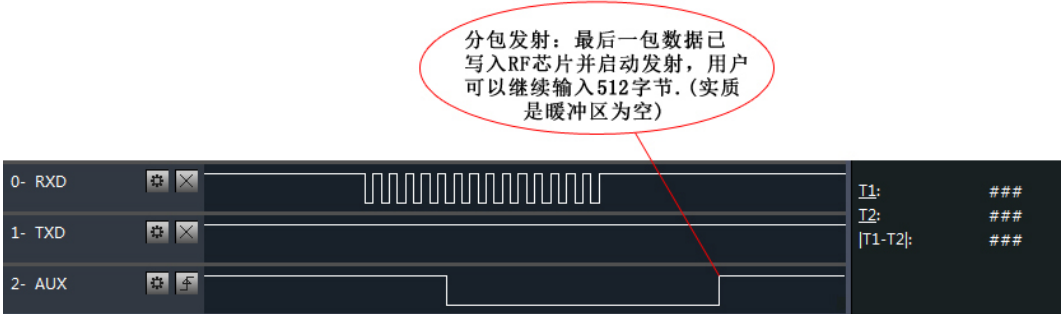 分包发射：最后一包数据已
写入RF芯片并启动发射，用户
可以继续输入512字节.(实质
是暖冲区为空)
0- RXD
T1: ###
1- TXD
T2: ###
|T1-T2|: ###
2- AUX